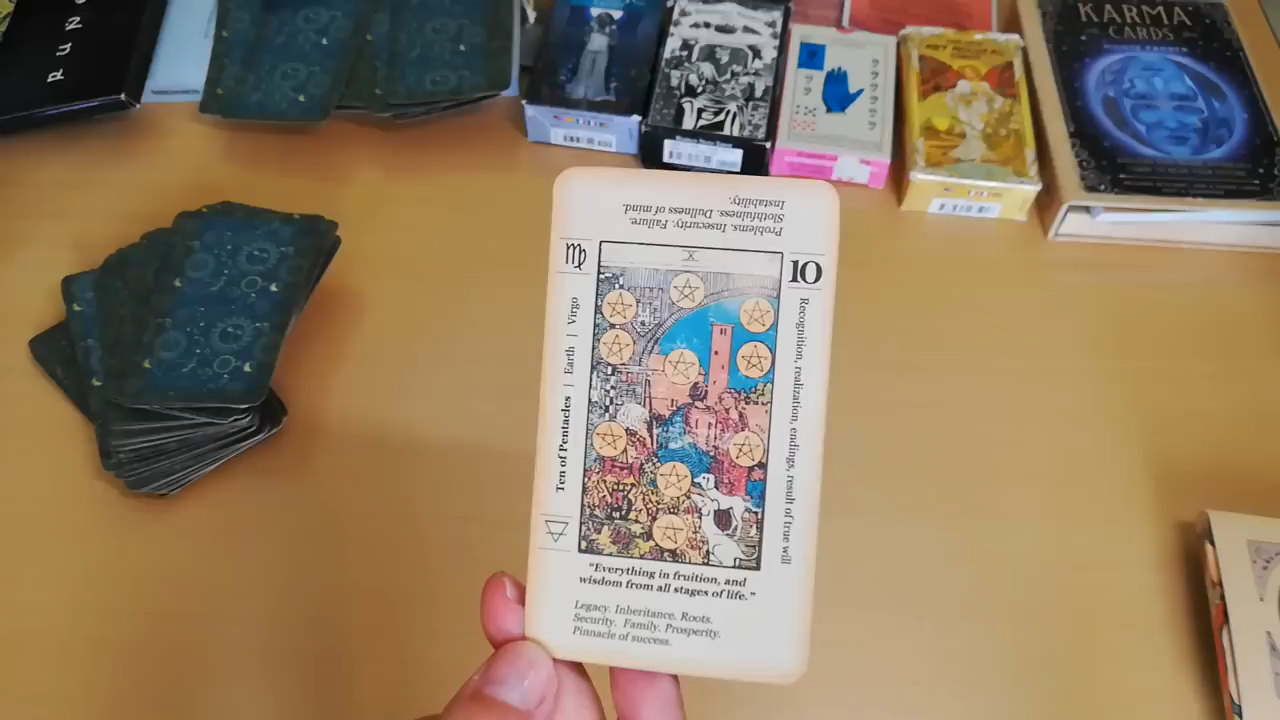 RUNE
KARMA
CARDS
Problems. Insecurity. Failure.
Slothfulness. Dullness of mind.
Instability.
X
10
Ten of Pentacles | Earth | Virgo
Recognition, realization, endings, result of true will
“Everything in fruition, and
wisdom from all stages of life.”
Legacy. Inheritance. Roots.
Security. Family. Prosperity.
Pinnacle of success.